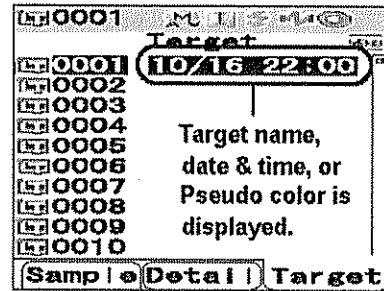 0001
Target
0001 10/16 22:00
0002
0003
0004
0005
0006
0007
0008
0009
0010
Target name,
date & time, or
Pseudo color is
displayed.
Sample Detail Target